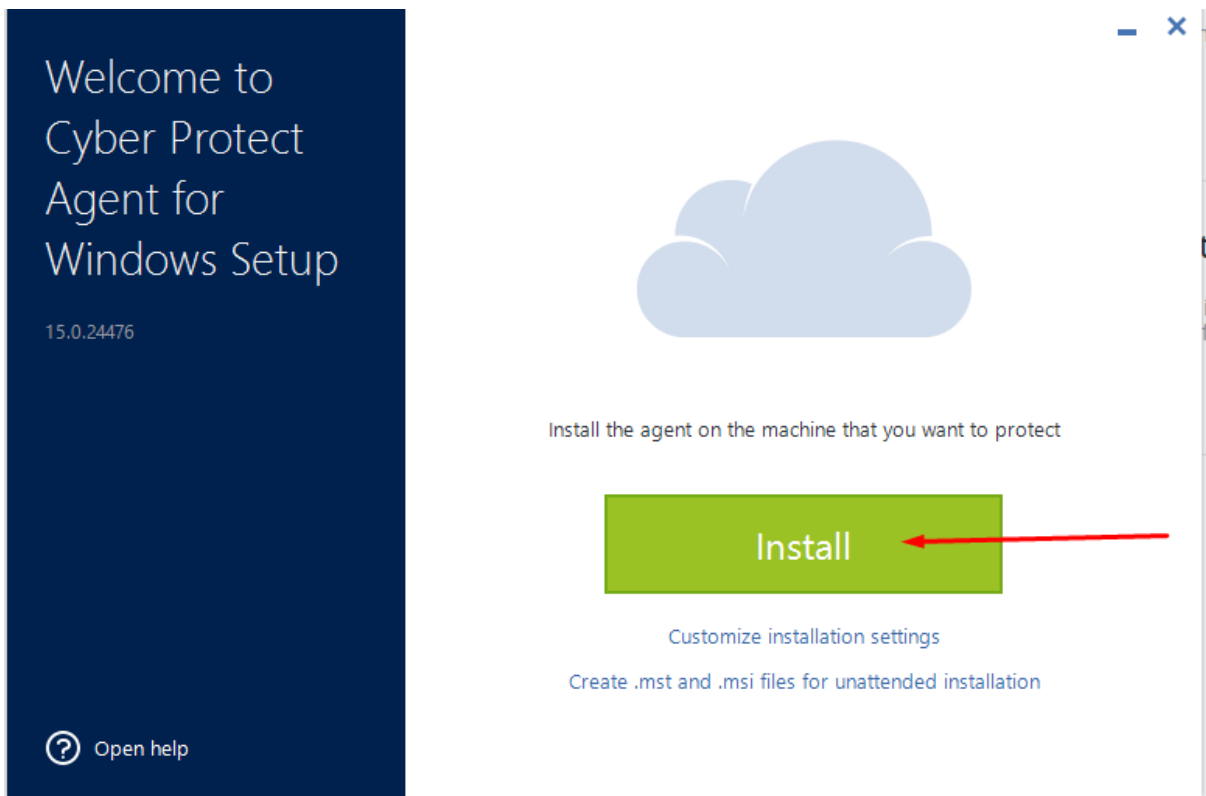 Welcome to
Cyber Protect
Agent for
Windows Setup
15.0.24476
Install the agent on the machine that you want to protect
Install
Customize installation settings
Create .mst and .msi files for unattended installation
Open help